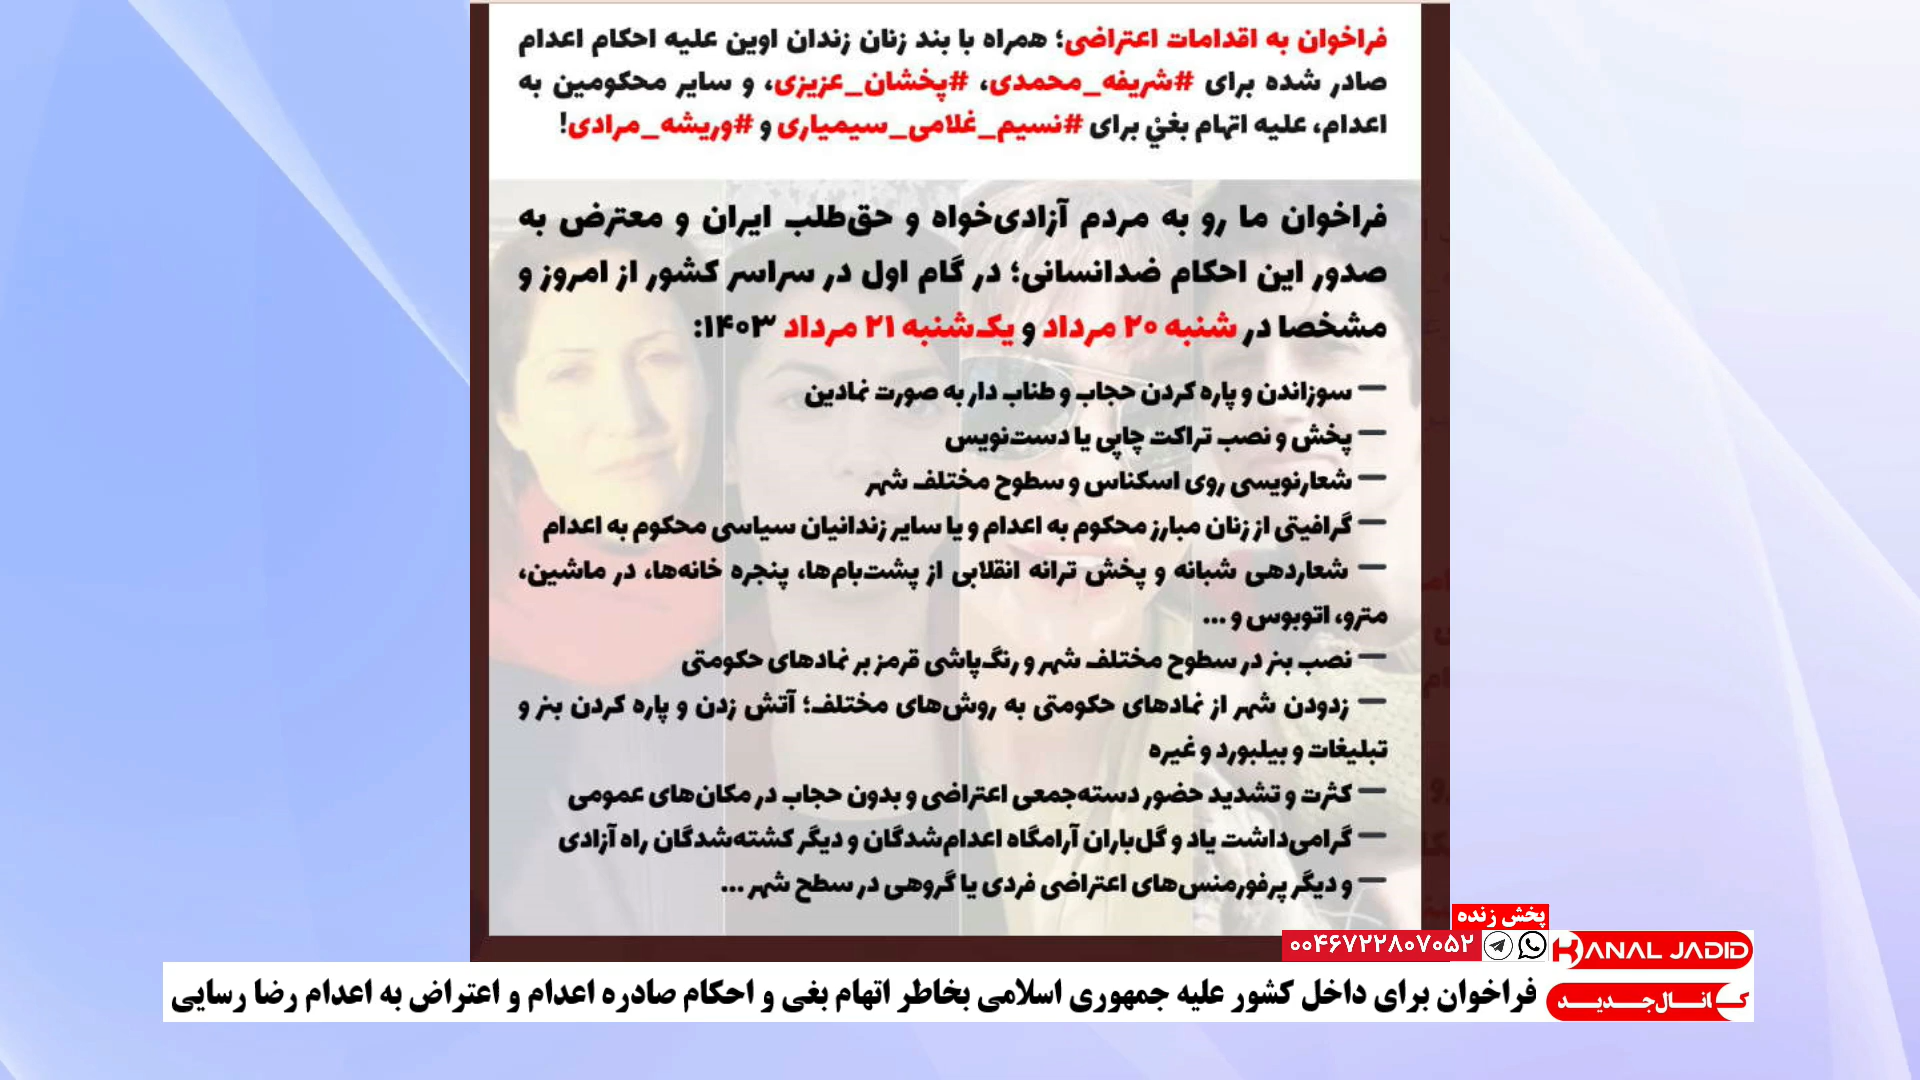 فراخوان به اقدامات اعتراضی؛ همراه با بند زنان زندان اوین علیه احکام اعدام
صادر شده برای #شریفه_محمدی، #پخشان_عزیزی، و سایر محکومین به
اعدام، علیه اتهام بغيْ برای #نسیم_غلامی_سیمیاری و #وریشه_مرادی!
فراخوان ما رو به مردم آزادی‌خواه و حق‌طلب ایران و معترض به
صدور این احکام ضدانسانی؛ در گام اول در سراسر کشور از امروز و
مشخصا در شنبه ۲۰ مرداد و یک‌شنبه ۲۱ مرداد ۱۴۰۳:
— سوزاندن و پاره کردن حجاب و طناب دار به صورت نمادین
— پخش و نصب تراکت چاپی یا دست‌نویس
— شعارنویسی روی اسکناس و سطوح مختلف شهر
— گرافیتی از زنان مبارز محکوم به اعدام و یا سایر زندانیان سیاسی محکوم به اعدام
— شعاردهی شبانه و پخش ترانه انقلابی از پشت‌بام‌ها، پنجره خانه‌ها، در ماشین،
مترو، اتوبوس و ...
— نصب بنر در سطوح مختلف شهر و رنگ‌پاشی قرمز بر نمادهای حکومتی
— زدودن شهر از نمادهای حکومتی به روش‌های مختلف؛ آتش زدن و پاره کردن بنر و
تبلیغات و بیلبورد و غیره
— کثرت و تشدید حضور دسته‌جمعی اعتراضی و بدون حجاب در مکان‌های عمومی
— گرامی‌داشت یاد و گل‌باران آرامگاه اعدام‌شدگان و دیگر کشته‌شدگان راه آزادی
— و دیگر پرفورمنس‌های اعتراضی فردی یا گروهی در سطح شهر ...
پخش زنده
۰۰۴۶۷۲۲۸۰۷۰۵۲
KANAL JADID
کانال جدید
فراخوان برای داخل کشور علیه جمهوری اسلامی بخاطر اتهام بغی و احکام صادره اعدام و اعتراض به اعدام رضا رسایی